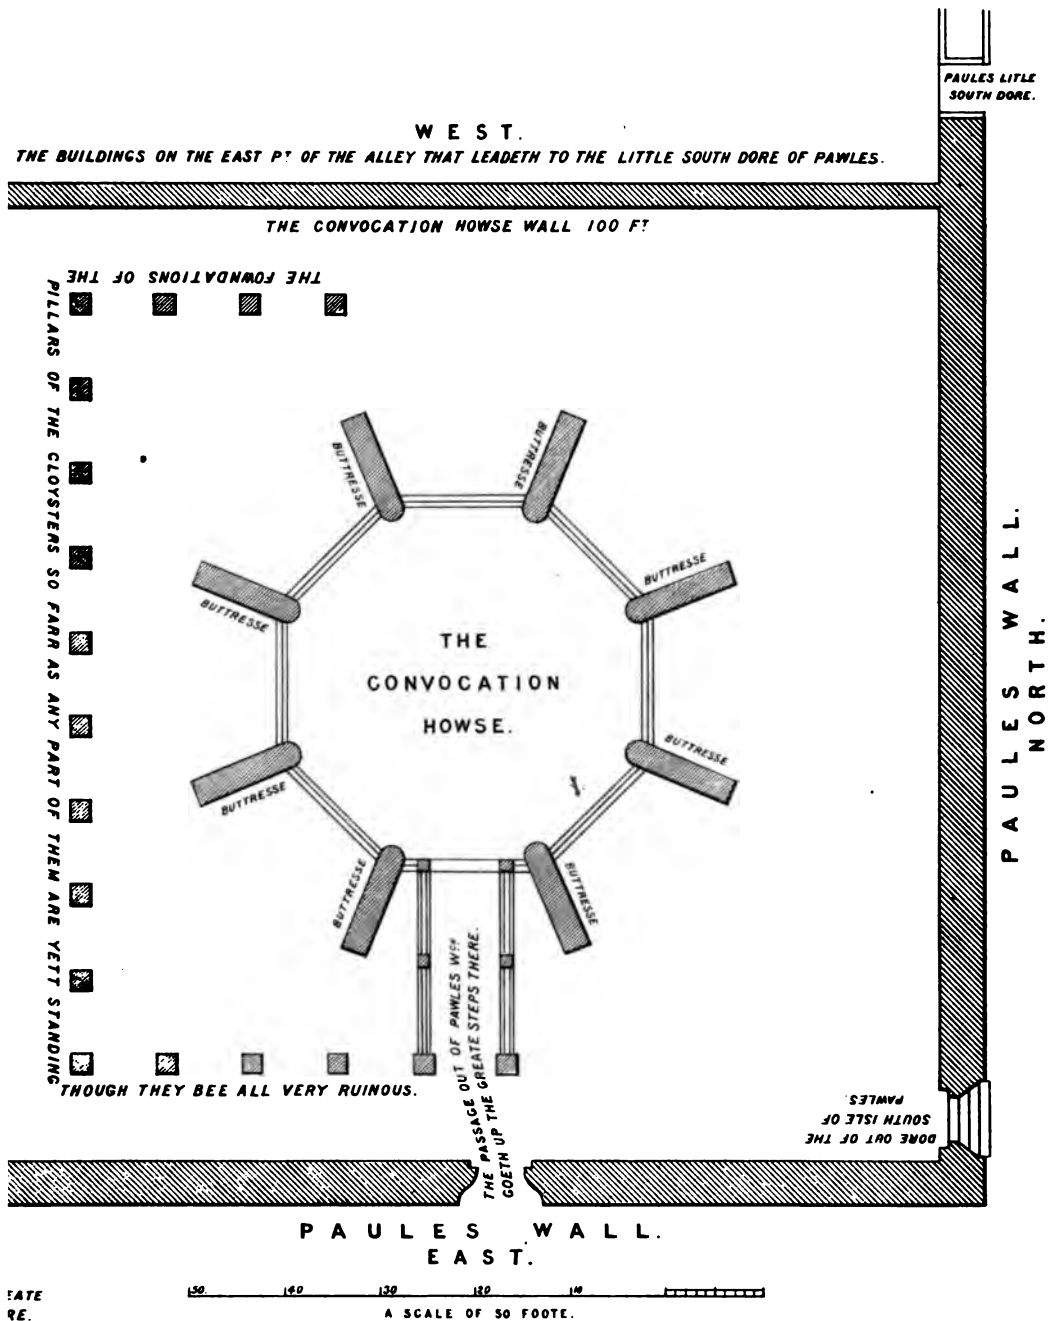 PAULES LITLE
SOUTH DORE.
WEST.
THE BUILDINGS ON THE EAST PT OF THE ALLEY THAT LEADETH TO THE LITTLE SOUTH DORE OF PAWLES.
THE CONVOCATION HOWSE WALL 100 FT
THE FOWNDATIONS OF THE
PILLARS OF THE CLOYSTERS SO FARR AS ANY PART OF THEM ARE YETT STANDING
THOUGH THEY BEE ALL VERY RUINOUS.
BUTTRESSE
BUTTRESSE
BUTTRESSE
BUTTRESSE
THE
CONVOCATION
HOWSE.
BUTTRESSE
BUTTRESSE
BUTTRESSE
BUTTRESSE
THE PASSAGE OUT OF PAWLES WCH
GOETH UP THE GREATE STEPS THERE.
PAULES WALL.
NORTH.
DORE OUT OF THE
SOUTH ISLE OF
PAWLES.
PAULES WALL.
EAST.
EATE
RE.
50. 40 30 20 10
A SCALE OF 50 FOOTE.